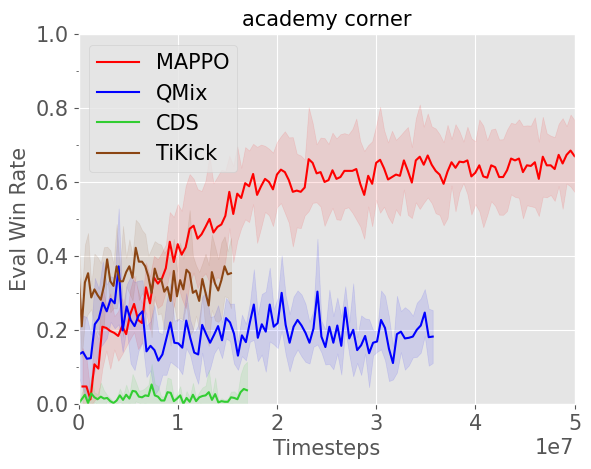 academy corner
1.0
0.8
0.6
0.4
0.2
0.0
Eval Win Rate
MAPPO
QMix
CDS
TiKick
0 1 2 3 4 5
Timesteps
1e7